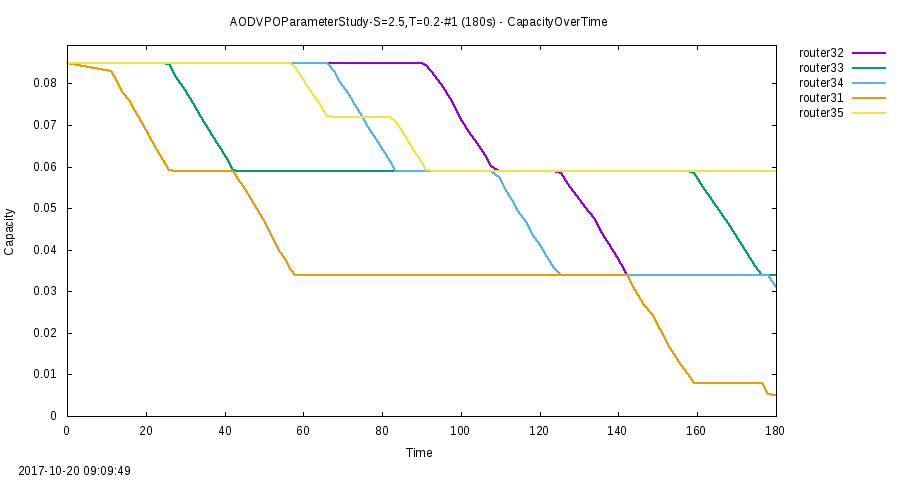 AODVPOParameterStudy-S=2.5,T=0.2-#1 (180s) - CapacityOverTime
router32
router33
router34
router31
router35
0.08
0.07
0.06
0.05
0.04
0.03
0.02
0.01
0
Capacity
0 20 40 60 80 100 120 140 160 180
Time
2017-10-20 09:09:49